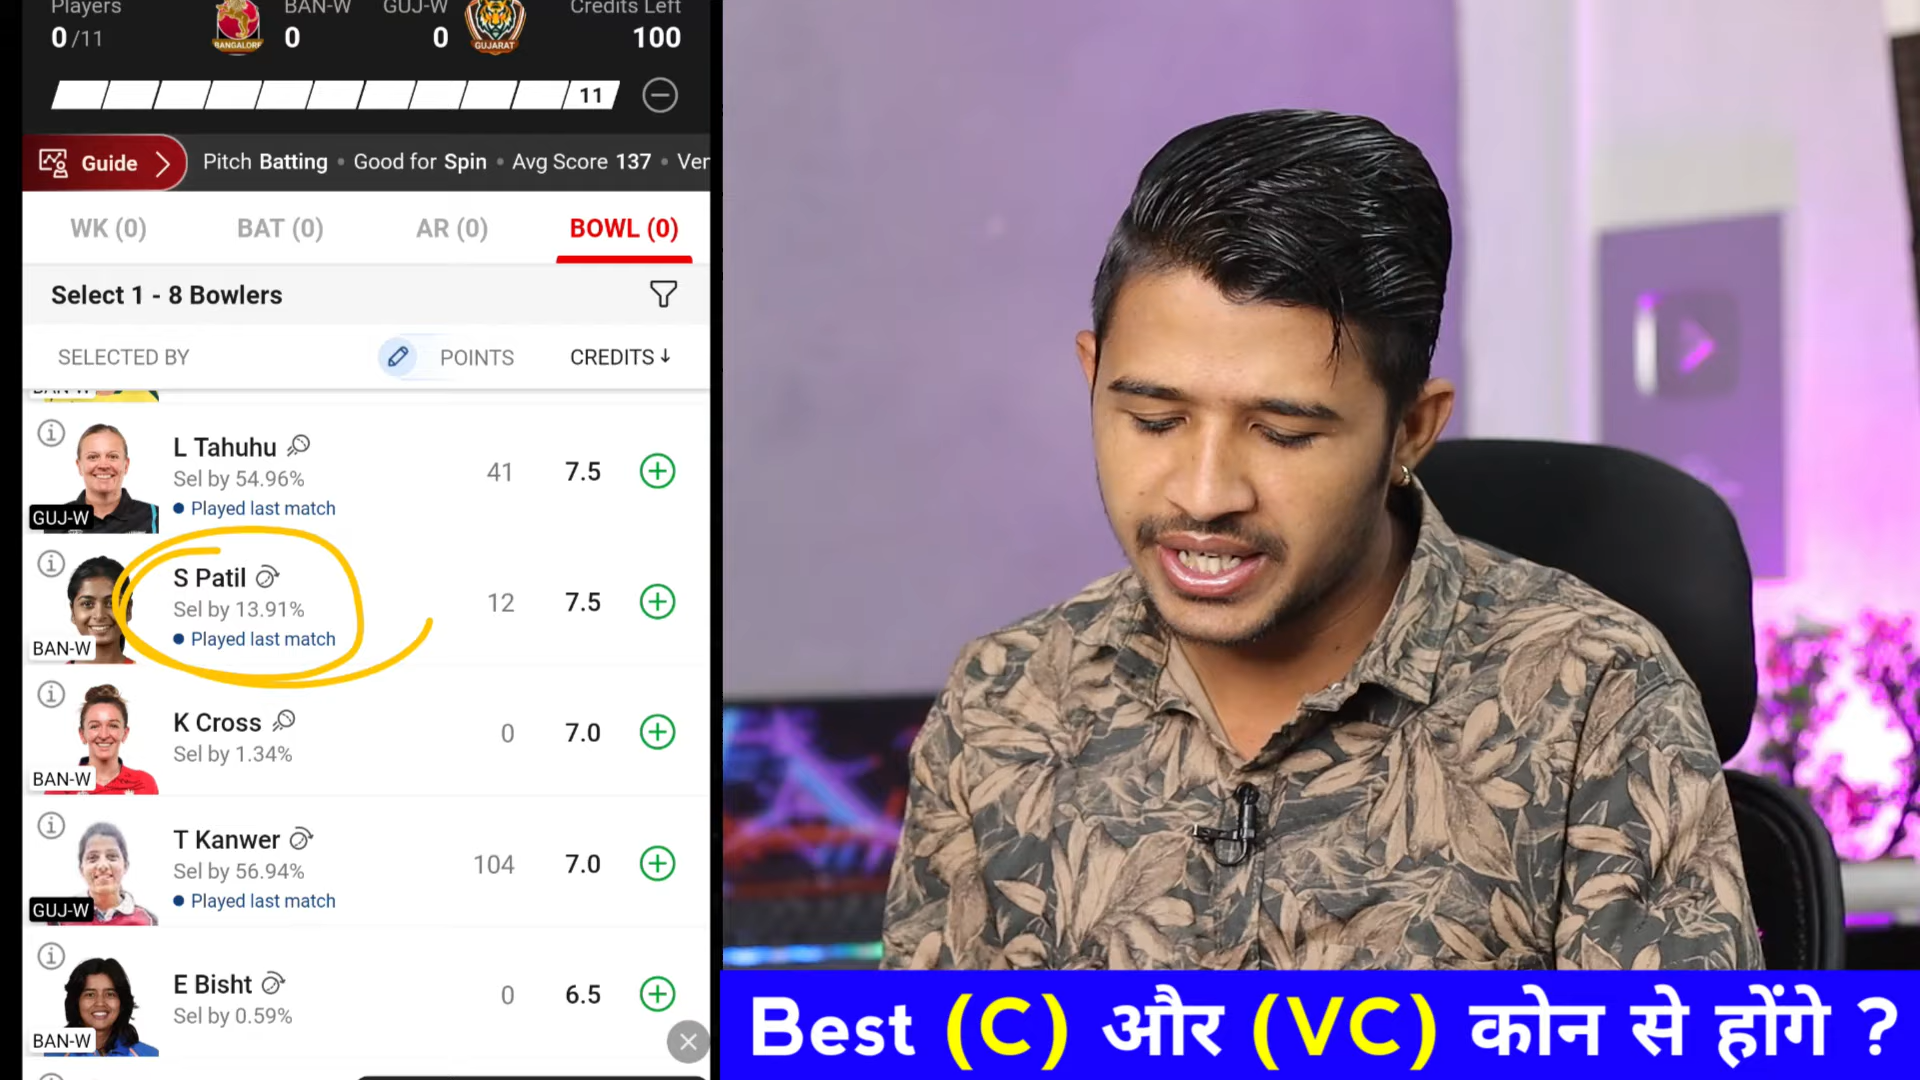 Players
BAN-W
GUJ-W
Credits Left
0 /11
BANGALORE
0
0
GUJARAT
100
11
Guide
Pitch Batting • Good for Spin • Avg Score 137 • Ver
WK (0)
BAT (0)
AR (0)
BOWL (0)
Select 1 - 8 Bowlers
SELECTED BY
POINTS
CREDITS ↓
BAN-W
L Tahuhu
Sel by 54.96%
Played last match
GUJ-W
41
7.5
S Patil
Sel by 13.91%
Played last match
BAN-W
12
7.5
K Cross
Sel by 1.34%
BAN-W
0
7.0
T Kanwer
Sel by 56.94%
Played last match
GUJ-W
104
7.0
E Bisht
Sel by 0.59%
BAN-W
0
6.5
Best (C) और (VC) कोन से होंगे ?